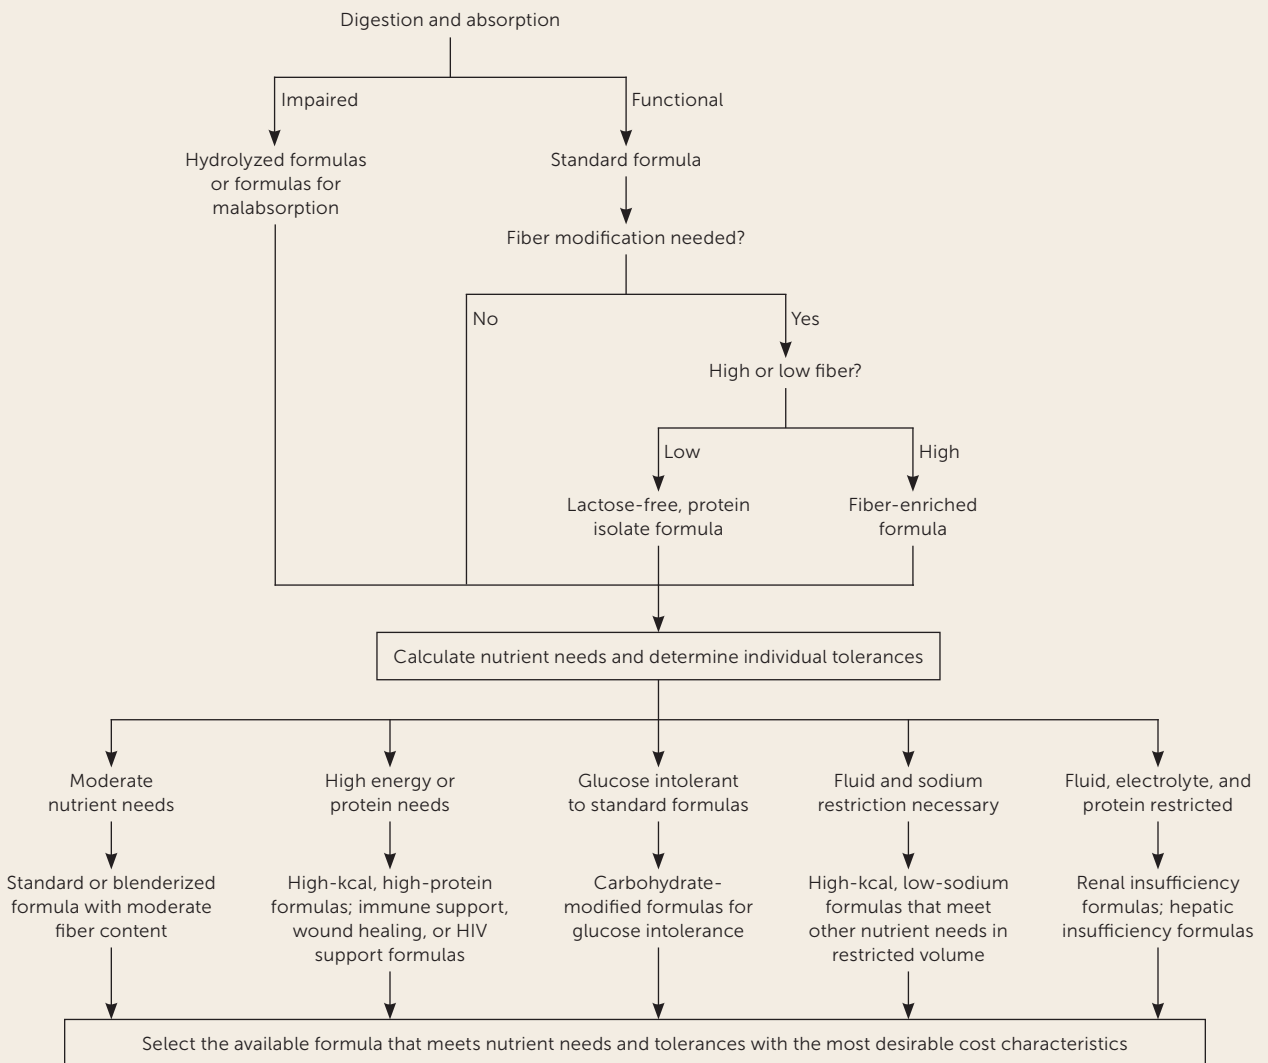 Digestion and absorption
Impaired
Functional
Hydrolyzed formulas
or formulas for
malabsorption
Standard formula
Fiber modification needed?
No
Yes
High or low fiber?
Low
High
Lactose-free, protein
isolate formula
Fiber-enriched
formula
Calculate nutrient needs and determine individual tolerances
Moderate
nutrient needs
High energy or
protein needs
Glucose intolerant
to standard formulas
Fluid and sodium
restriction necessary
Fluid, electrolyte, and
protein restricted
Standard or blenderized
formula with moderate
fiber content
High-kcal, high-protein
formulas; immune support,
wound healing, or HIV
support formulas
Carbohydrate-
modified formulas for
glucose intolerance
High-kcal, low-sodium
formulas that meet
other nutrient needs in
restricted volume
Renal insufficiency
formulas; hepatic
insufficiency formulas
Select the available formula that meets nutrient needs and tolerances with the most desirable cost characteristics